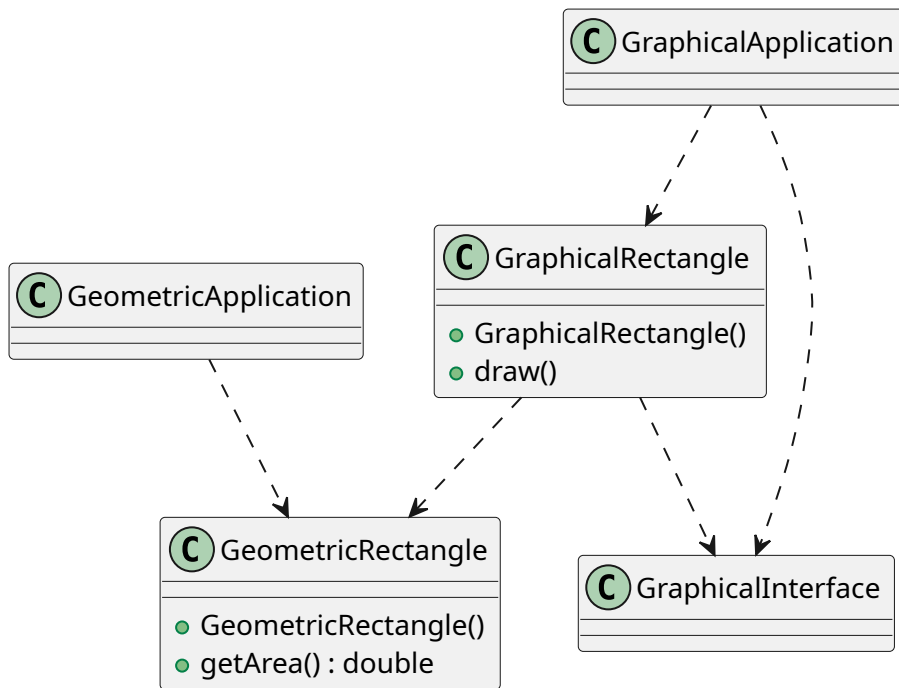 C GraphicalApplication
C GeometricApplication
C GraphicalRectangle
GraphicalRectangle()
draw()
C GeometricRectangle
GeometricRectangle()
getArea() : double
C GraphicalInterface